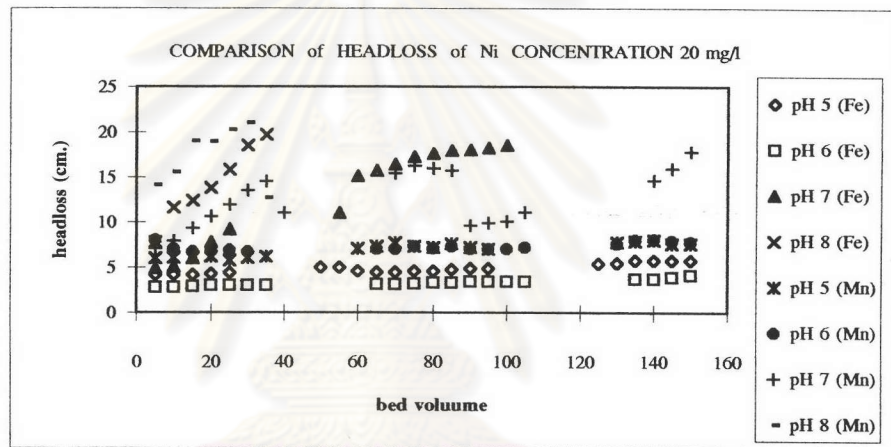 COMPARISON of HEADLOSS of Ni CONCENTRATION 20 mg/l
25
20
15
10
5
0
headloss (cm.)
0 20 40 60 80 100 120 140 160
bed voluume
pH 5 (Fe)
pH 6 (Fe)
pH 7 (Fe)
pH 8 (Fe)
pH 5 (Mn)
pH 6 (Mn)
pH 7 (Mn)
pH 8 (Mn)